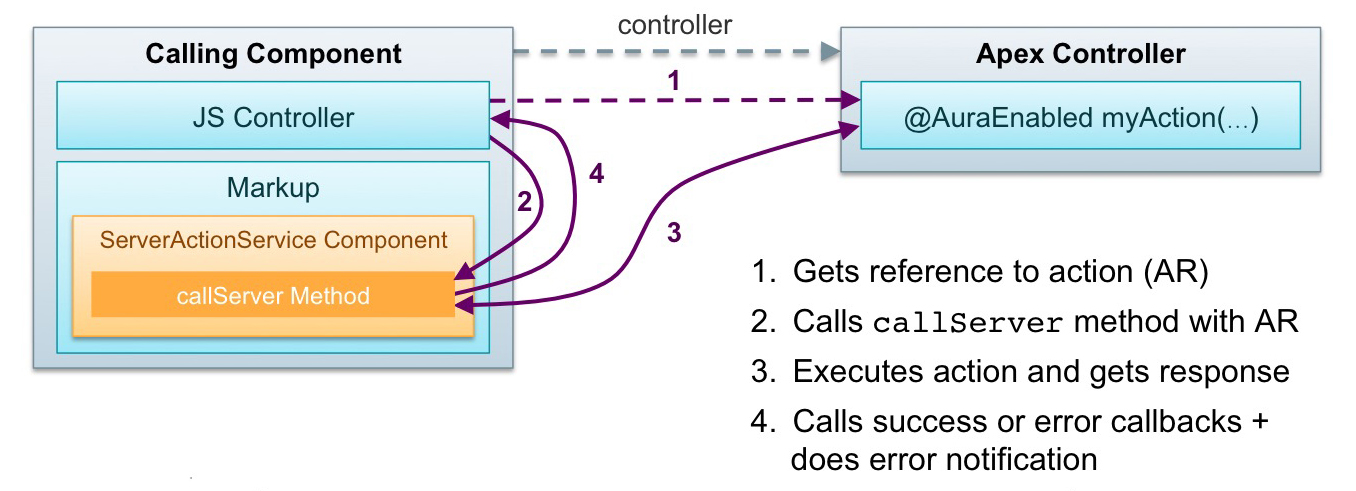 controller
Calling Component
Apex Controller
1
JS Controller
@AuraEnabled myAction(...)
4
Markup
2
3
ServerActionService Component
callServer Method
1. Gets reference to action (AR)
2. Calls callServer method with AR
3. Executes action and gets response
4. Calls success or error callbacks +
does error notification